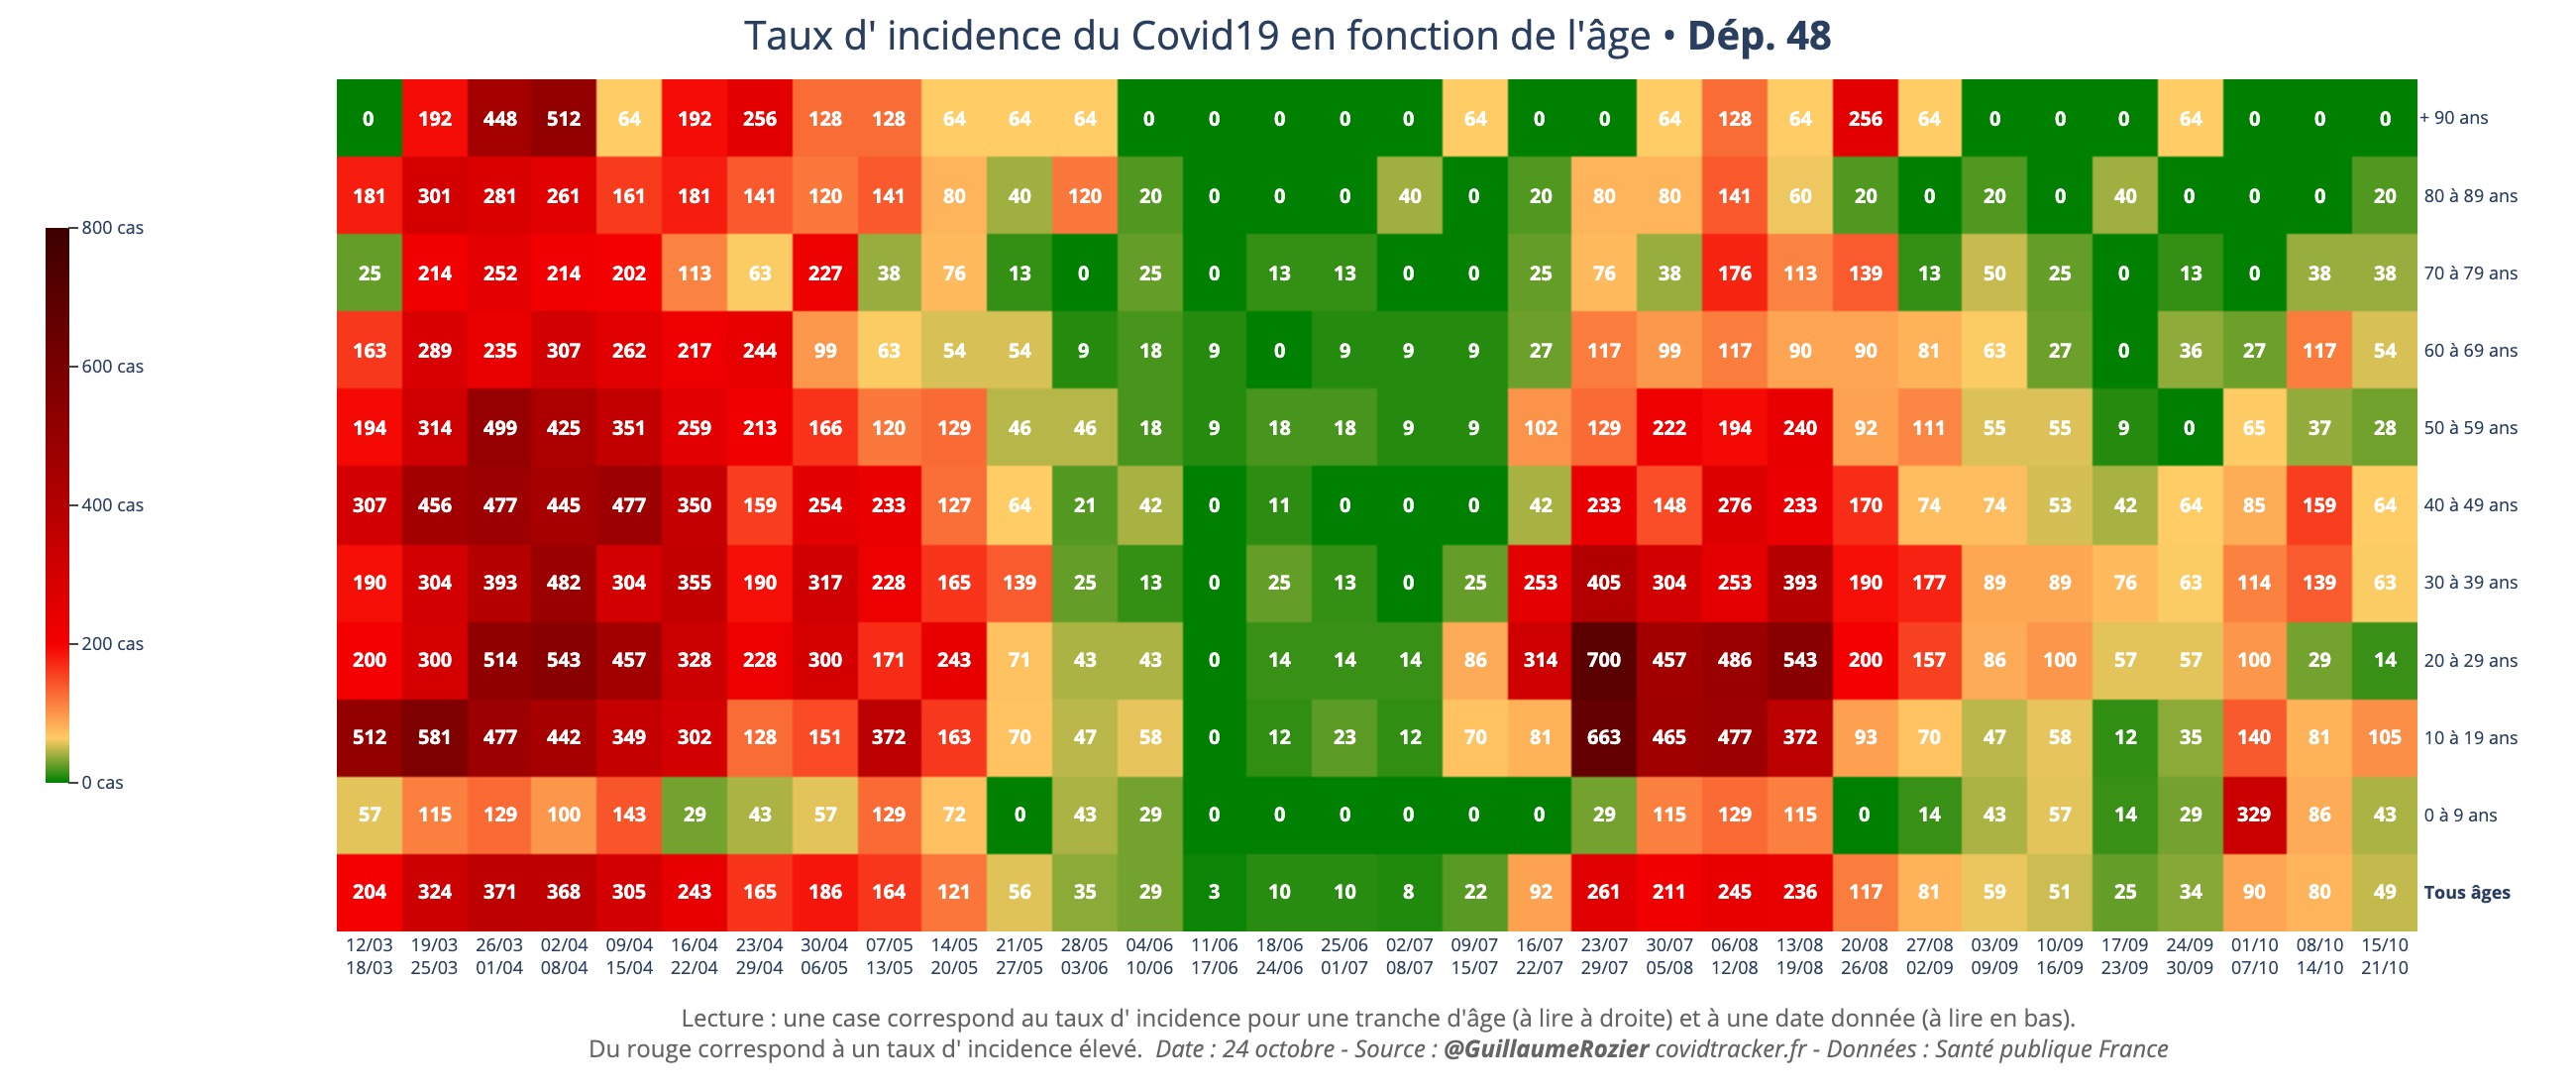 Taux d' incidence du Covid19 en fonction de l'âge • Dép. 48
800 cas
600 cas
400 cas
200 cas
0 cas
0 192 448 512 64 192 256 128 128 64 64 64 0 0 0 0 0 64 0 0 64 128 64 256 64 0 0 0 64 0 0 0 + 90 ans
181 301 281 261 161 181 141 120 141 80 40 120 20 0 0 0 40 0 20 80 80 141 60 20 0 20 0 40 0 0 0 20 80 à 89 ans
25 214 252 214 202 113 63 227 38 76 13 0 25 0 13 13 0 0 25 76 38 176 113 139 13 50 25 0 13 0 38 38 70 à 79 ans
163 289 235 307 262 217 244 99 63 54 54 9 18 9 0 9 9 9 27 117 99 117 90 90 81 63 27 0 36 27 117 54 60 à 69 ans
194 314 499 425 351 259 213 166 120 129 46 46 18 9 18 18 9 9 102 129 222 194 240 92 111 55 55 9 0 65 37 28 50 à 59 ans
307 456 477 445 477 350 159 254 233 127 64 21 42 0 11 0 0 0 42 233 148 276 233 170 74 74 53 42 64 85 159 64 40 à 49 ans
190 304 393 482 304 355 190 317 228 165 139 25 13 0 25 13 0 25 253 405 304 253 393 190 177 89 89 76 63 114 139 63 30 à 39 ans
200 300 514 543 457 328 228 300 171 243 71 43 43 0 14 14 14 86 314 700 457 486 543 200 157 86 100 57 57 100 29 14 20 à 29 ans
512 581 477 442 349 302 128 151 372 163 70 47 58 0 12 23 12 70 81 663 465 477 372 93 70 47 58 12 35 140 81 105 10 à 19 ans
57 115 129 100 143 29 43 57 129 72 0 43 29 0 0 0 0 0 0 29 115 129 115 0 14 43 57 14 29 329 86 43 0 à 9 ans
204 324 371 368 305 243 165 186 164 121 56 35 29 3 10 10 8 22 92 261 211 245 236 117 81 59 51 25 34 90 80 49 Tous âges
12/03 19/03 26/03 02/04 09/04 16/04 23/04 30/04 07/05 14/05 21/05 28/05 04/06 11/06 18/06 25/06 02/07 09/07 16/07 23/07 30/07 06/08 13/08 20/08 27/08 03/09 10/09 17/09 24/09 01/10 08/10 15/10
18/03 25/03 01/04 08/04 15/04 22/04 29/04 06/05 13/05 20/05 27/05 03/06 10/06 17/06 24/06 01/07 08/07 15/07 22/07 29/07 05/08 12/08 19/08 26/08 02/09 09/09 16/09 23/09 30/09 07/10 14/10 21/10
Lecture : une case correspond au taux d' incidence pour une tranche d'âge (à lire à droite) et à une date donnée (à lire en bas).
Du rouge correspond à un taux d' incidence élevé. Date : 24 octobre - Source : @GuillaumeRozier covidtracker.fr - Données : Santé publique France